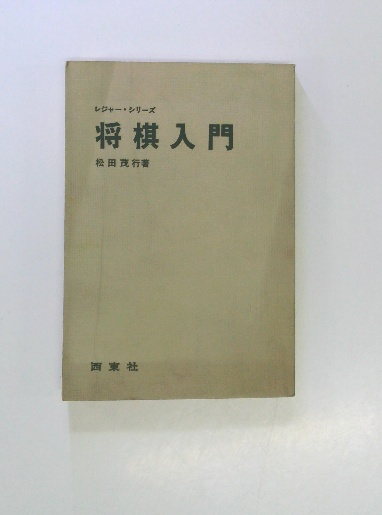 レジャー・シリーズ
将棋入門
松田茂行著
西東社